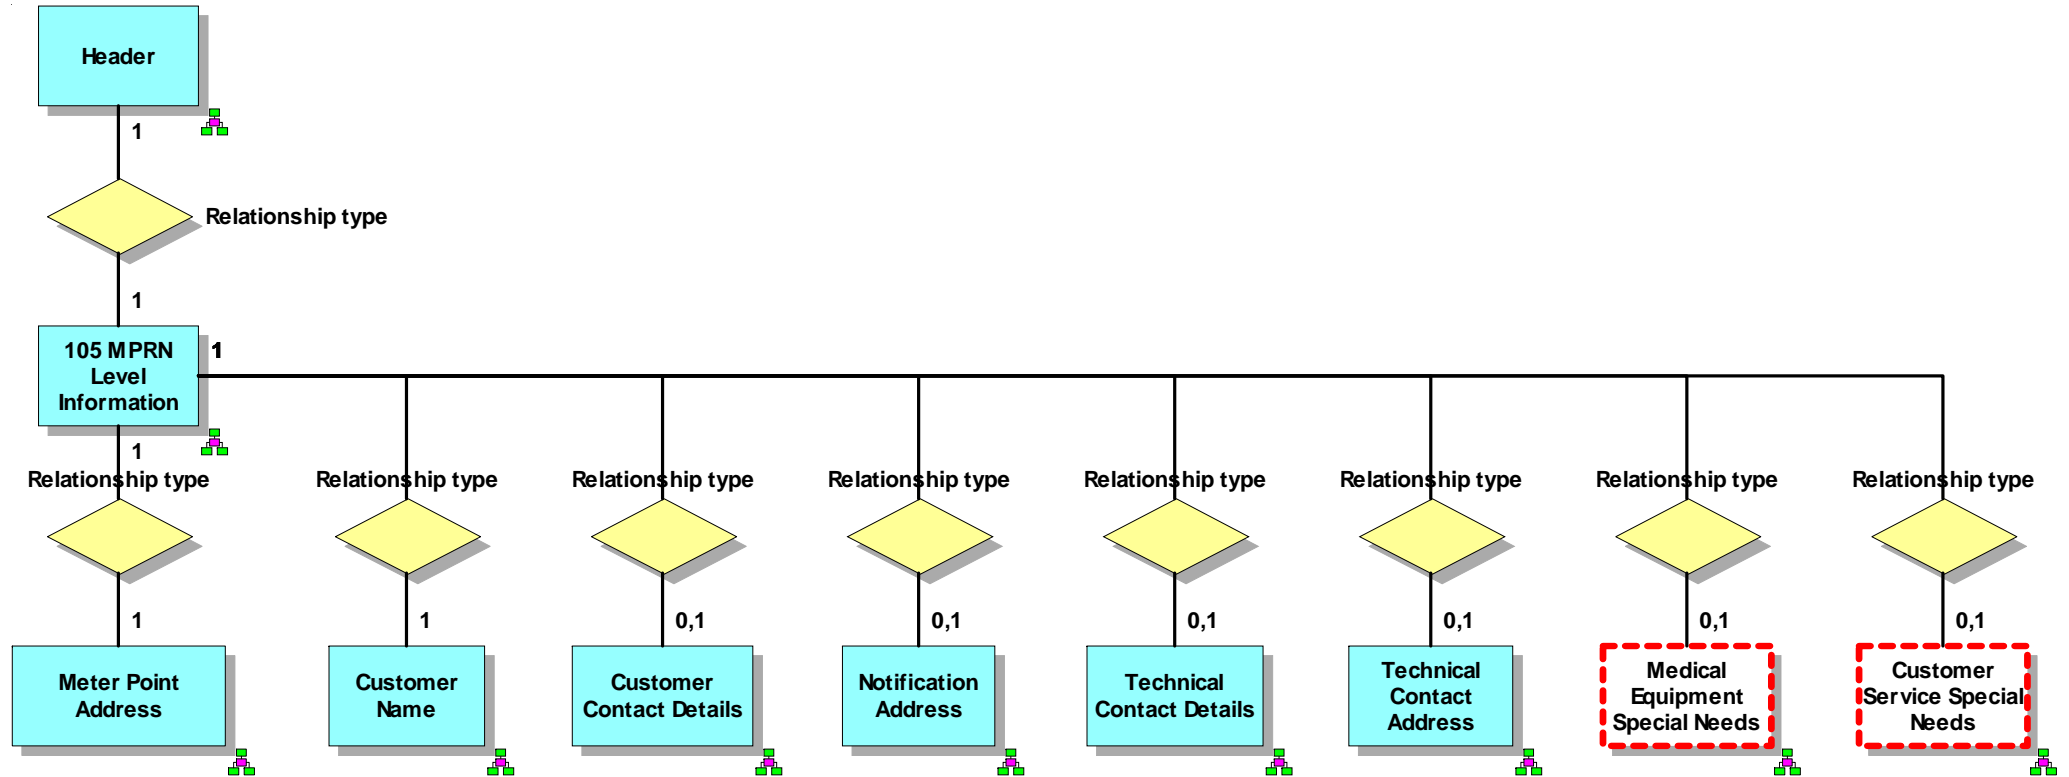 Header
1
Relationship type
1
105 MPRN
Level
Information
1
1
Relationship type
Relationship type
Relationship type
Relationship type
Relationship type
Relationship type
Relationship type
Relationship type
1
1
0,1
0,1
0,1
0,1
0,1
0,1
Meter Point
Address
Customer
Name
Customer
Contact Details
Notification
Address
Technical
Contact Details
Technical
Contact
Address
Medical
Equipment
Special Needs
Customer
Service Special
Needs